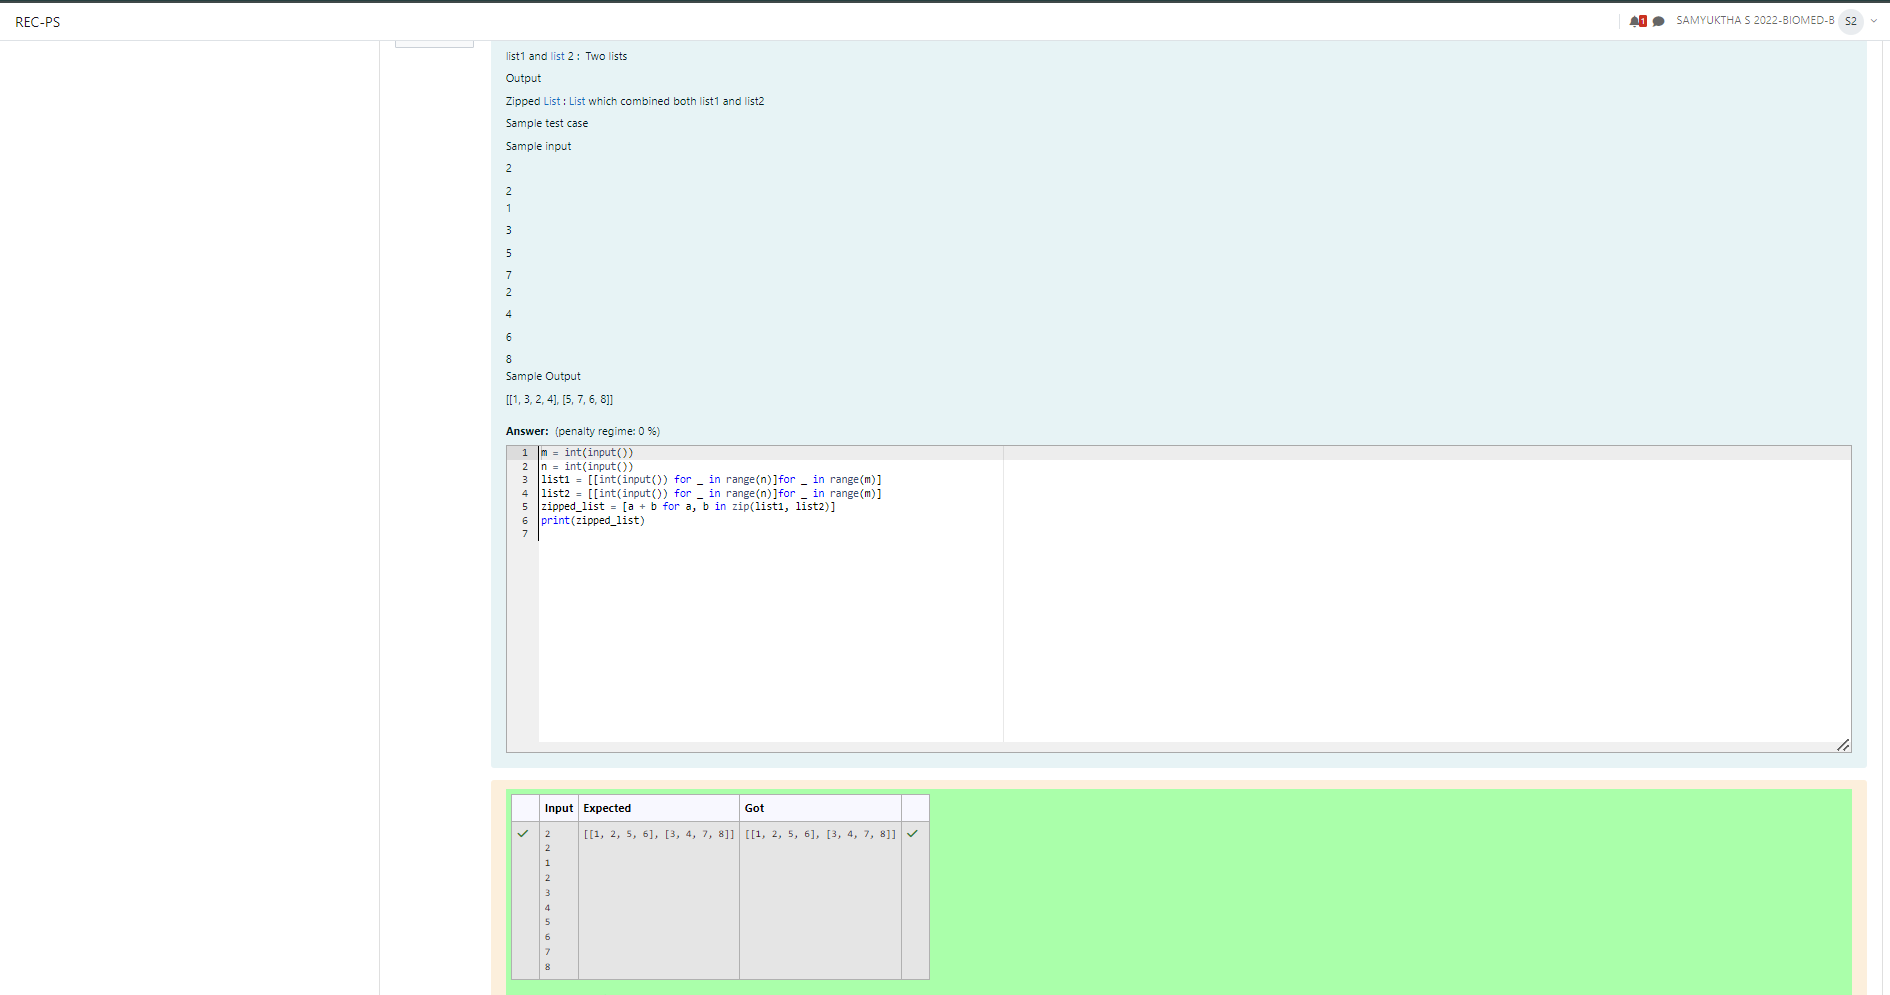 REC-PS
1
SAMYUKTHA S 2022-BIOMED-B S2
list1 and list 2 : Two lists
Output
Zipped List : List which combined both list1 and list2
Sample test case
Sample input
2
2
1
3
5
7
2
4
6
8
Sample Output
[[1, 3, 2, 4], [5, 7, 6, 8]]
Answer: (penalty regime: 0 %)
1 m = int(input())
2 n = int(input())
3 list1 = [[int(input()) for _ in range(n)]for _ in range(m)]
4 list2 = [[int(input()) for _ in range(n)]for _ in range(m)]
5 zipped_list = [a + b for a, b in zip(list1, list2)]
6 print(zipped_list)
7
Input Expected Got
2 [[1, 2, 5, 6], [3, 4, 7, 8]] [[1, 2, 5, 6], [3, 4, 7, 8]]
2
1
2
3
4
5
6
7
8